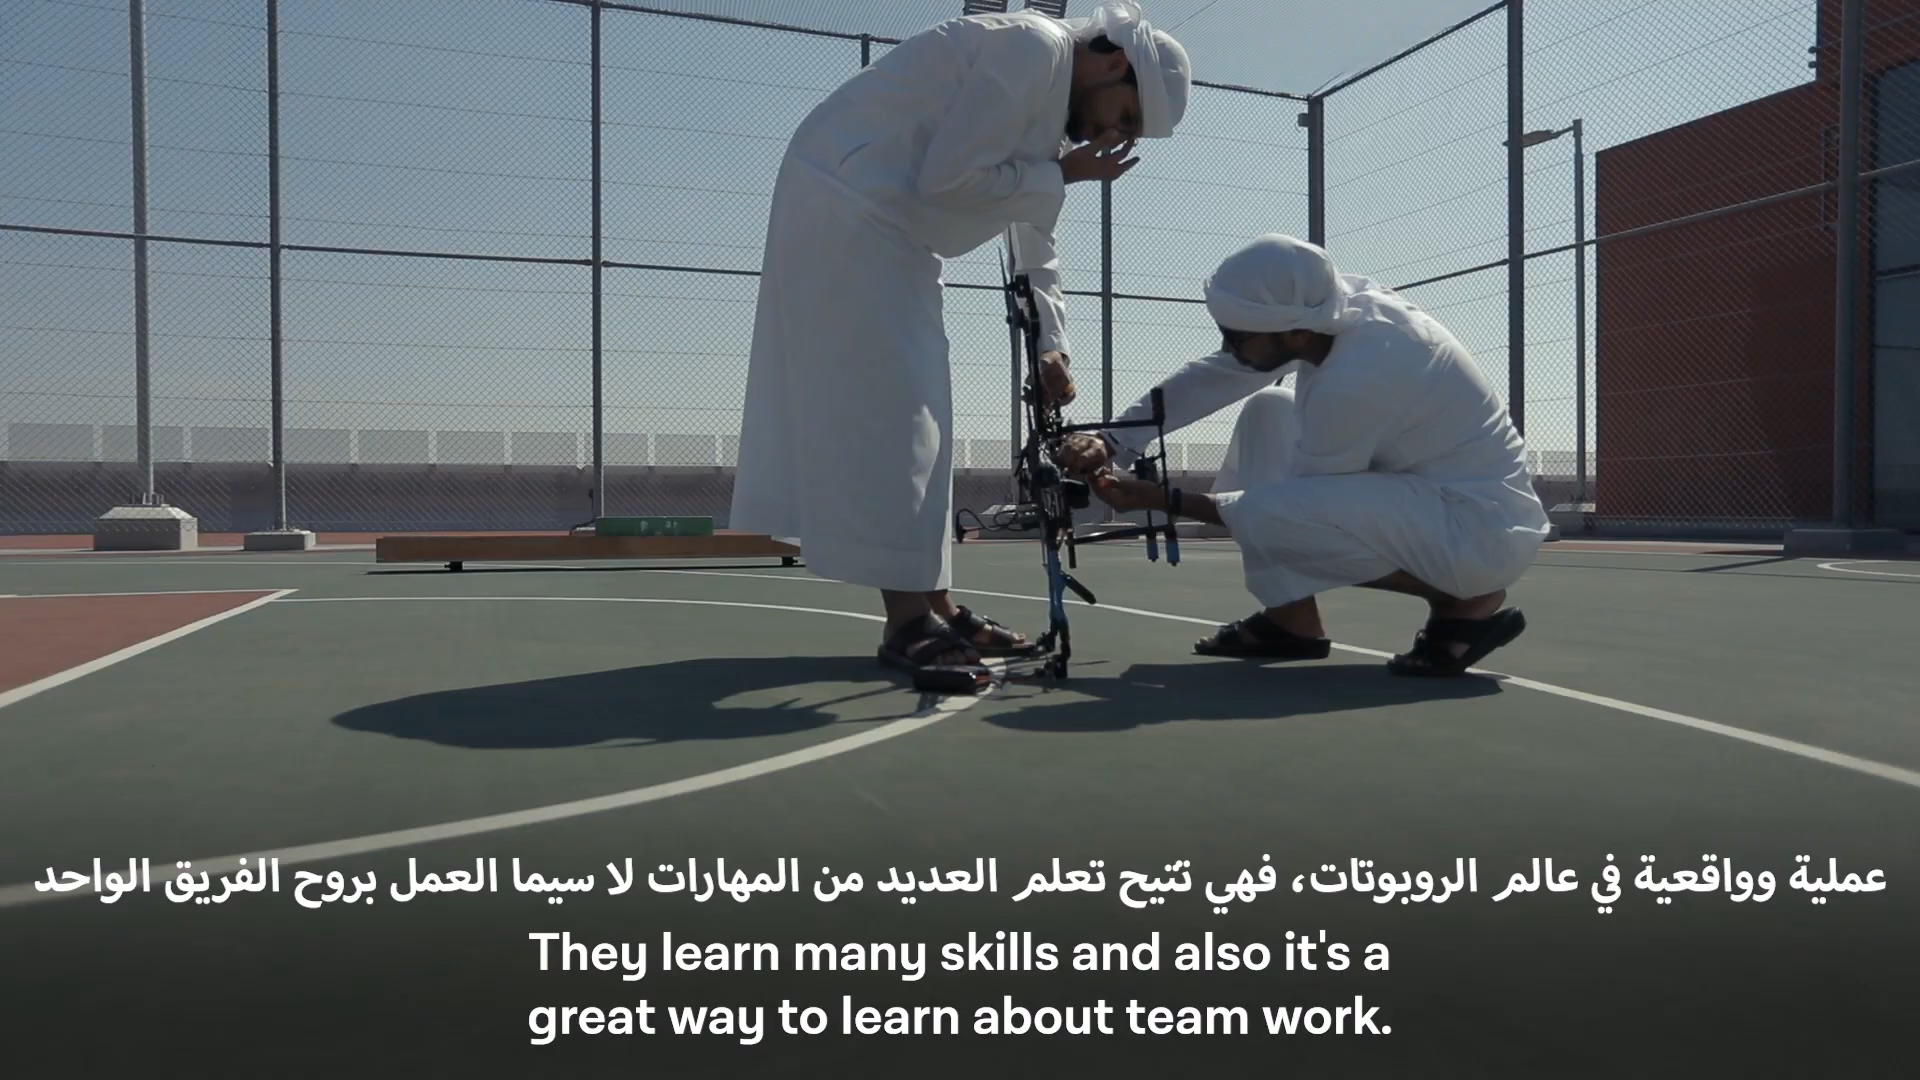 عملية وواقعية في عالم الروبوتات، فهي تتيح تعلم العديد من المهارات لا سيما العمل بروح الفريق الواحد
They learn many skills and also it's a
great way to learn about team work.